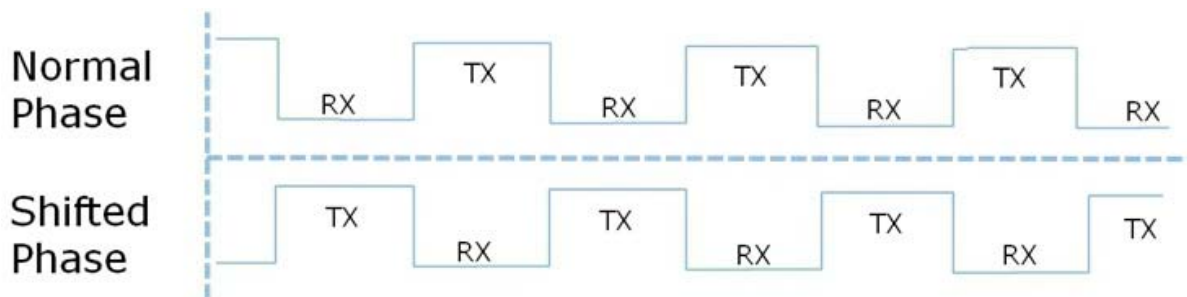 Normal
Phase
RX TX RX TX RX TX RX
Shifted
Phase
TX RX TX RX TX RX TX